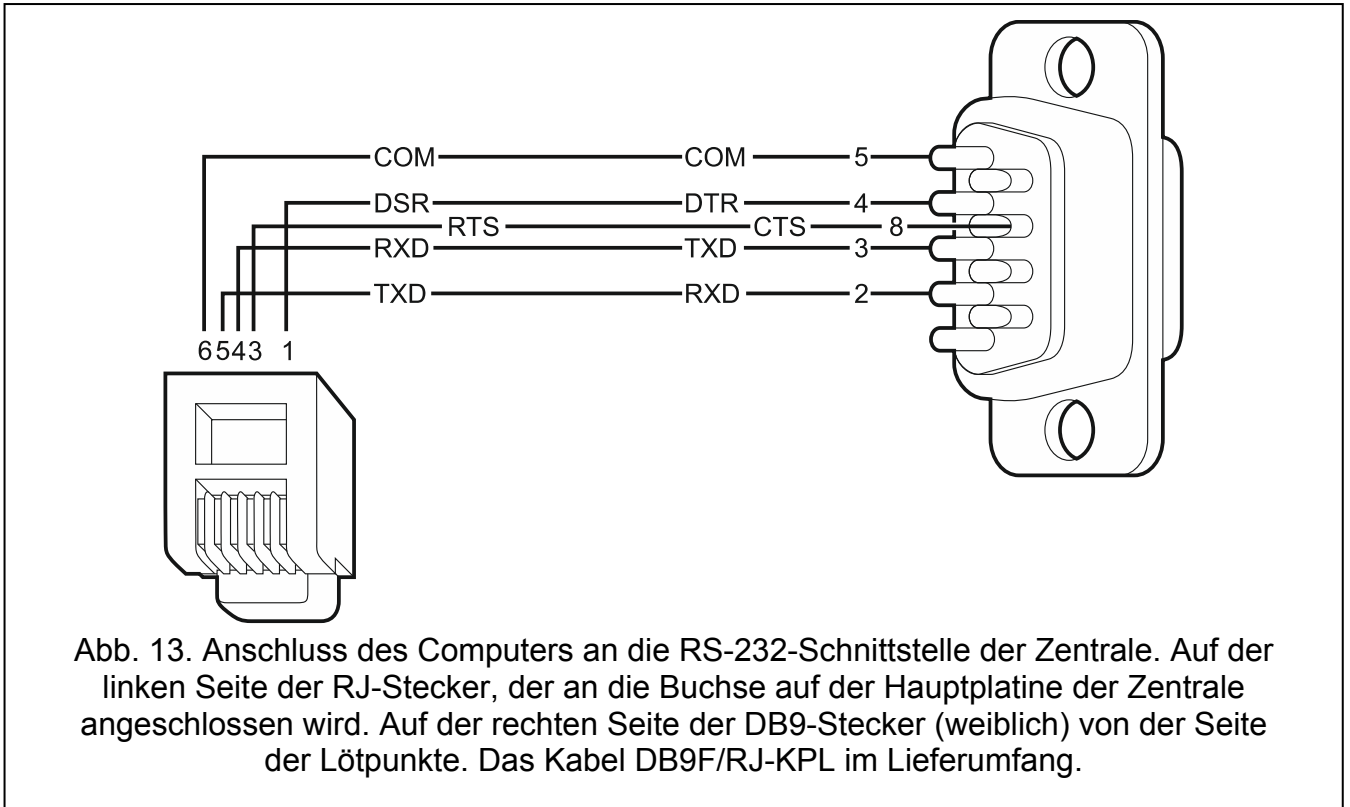 COM COM 5
DSR DTR 4
RTS CTS 8
RXD TXD 3
TXD RXD 2
6543 1
Abb. 13. Anschluss des Computers an die RS-232-Schnittstelle der Zentrale. Auf der
linken Seite der RJ-Stecker, der an die Buchse auf der Hauptplatine der Zentrale
angeschlossen wird. Auf der rechten Seite der DB9-Stecker (weiblich) von der Seite
der Lötpunkte. Das Kabel DB9F/RJ-KPL im Lieferumfang.